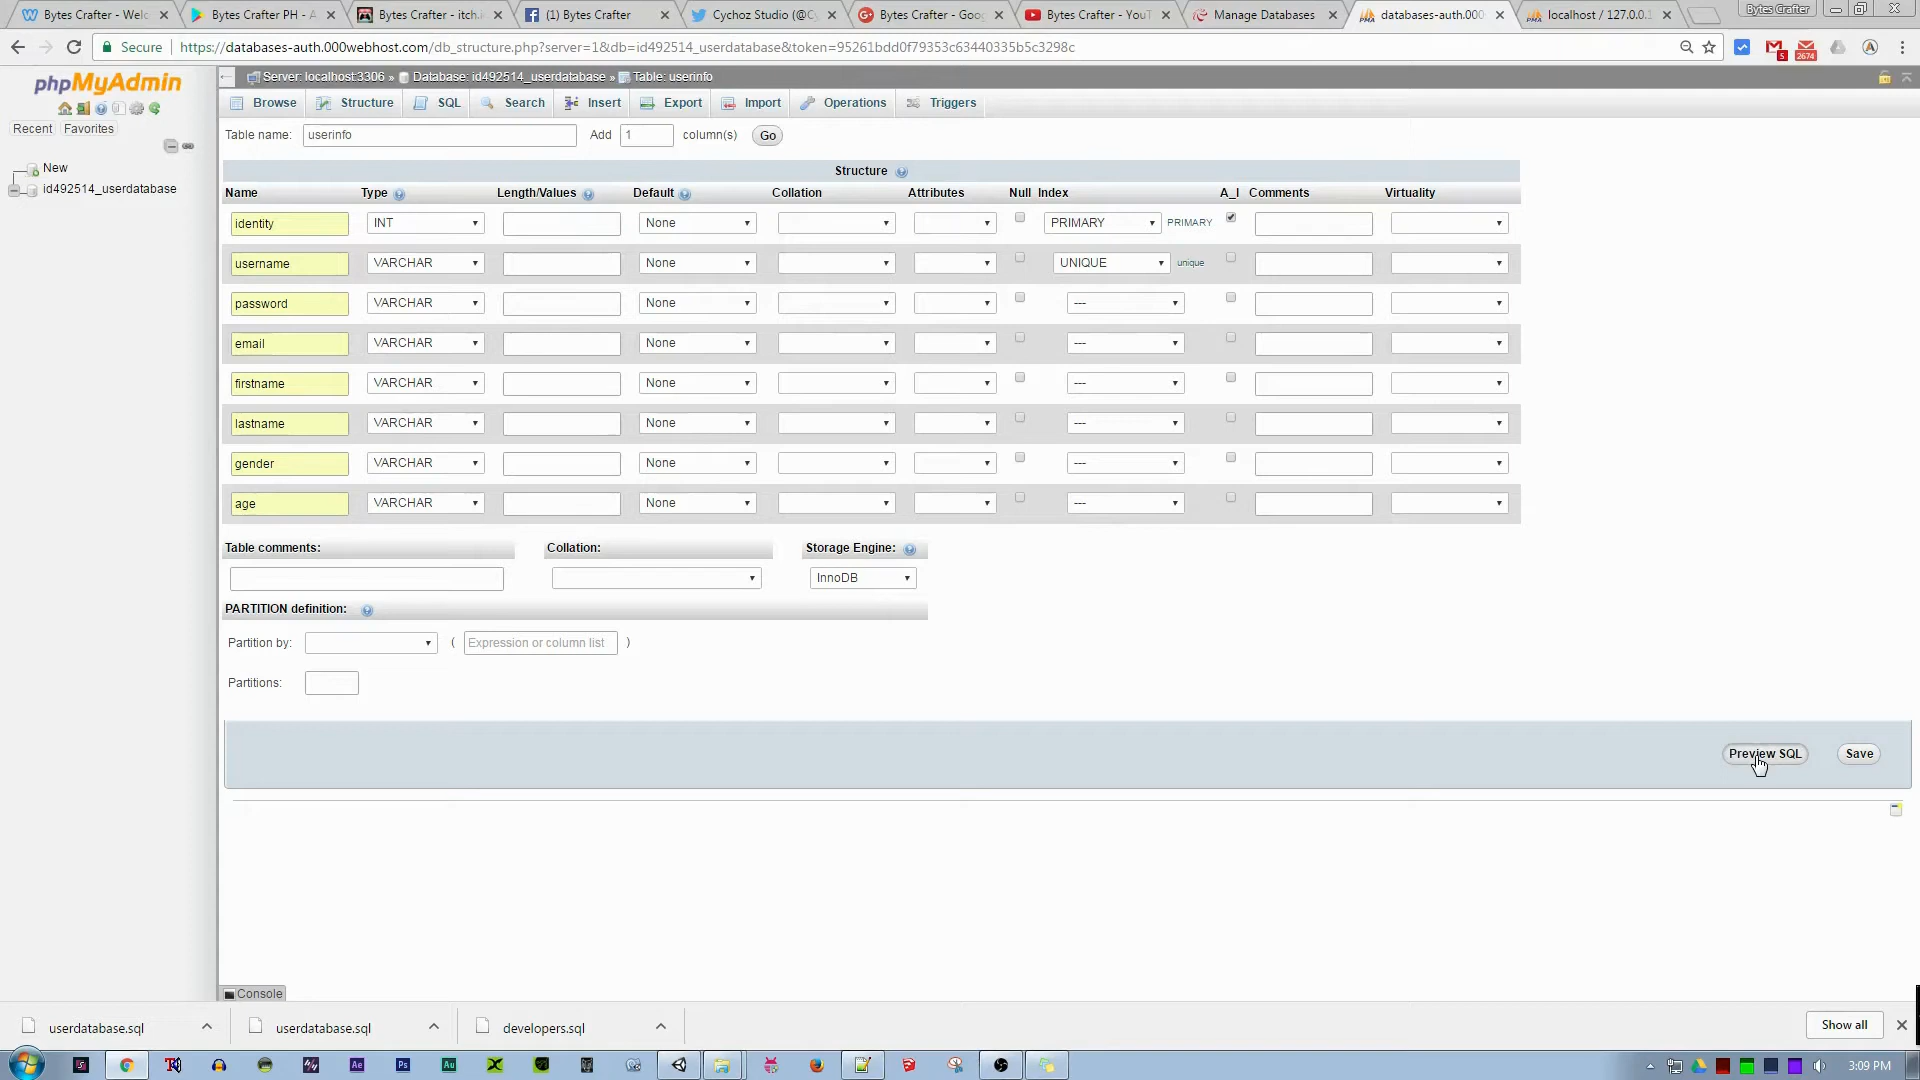 Bytes Crafter - Welc
Bytes Crafter PH - A
Bytes Crafter - itch.i
(1) Bytes Crafter
Cychoz Studio (@Cy
Bytes Crafter - Goog
Bytes Crafter - YouT
Manage Databases
databases-auth.000
localhost / 127.0.0.1
Bytes Crafter
Secure
https://databases-auth.000webhost.com/db_structure.php?server=1&db=id492514_userdatabase&token=95261bdd0f79353c63440335b5c3298c
5
2674
phpMyAdmin
Server: localhost:3306 » Database: id492514_userdatabase » Table: userinfo
Recent Favorites
New
id492514_userdatabase
Browse Structure SQL Search Insert Export Import Operations Triggers
Table name: userinfo Add 1 column(s) Go
Structure
Name Type Length/Values Default Collation Attributes Null Index A_I Comments Virtuality
identity INT None PRIMARY PRIMARY
username VARCHAR None UNIQUE unique
password VARCHAR None ---
email VARCHAR None ---
firstname VARCHAR None ---
lastname VARCHAR None ---
gender VARCHAR None ---
age VARCHAR None ---
Table comments: Collation: Storage Engine:
InnoDB
PARTITION definition:
Partition by: ( Expression or column list )
Partitions:
Preview SQL Save
Console
userdatabase.sql
userdatabase.sql
developers.sql
Show all
Ae
Ps
Au
3:09 PM